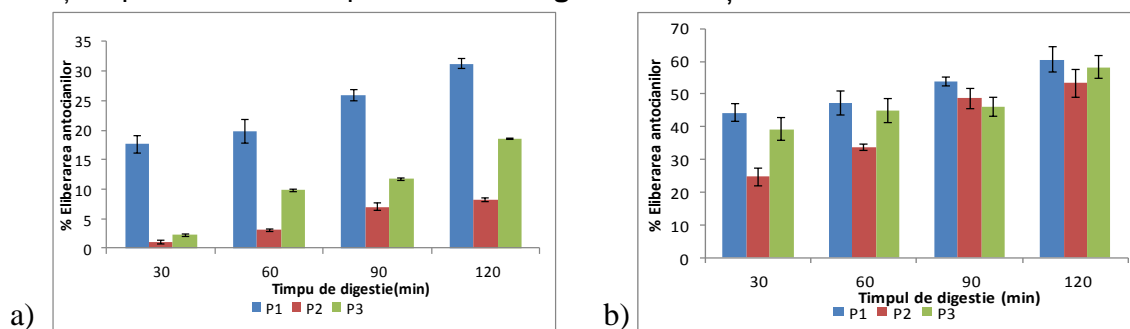 % Eliberarea antocianilor
35
30
25
20
15
10
5
0
30 60 90 120
Timpu de digestie(min)
P1 P2 P3
a)
% Eliberarea antocianilor
70
60
50
40
30
20
10
0
30 60 90 120
Timpul de digestie (min)
P1 P2 P3
b)